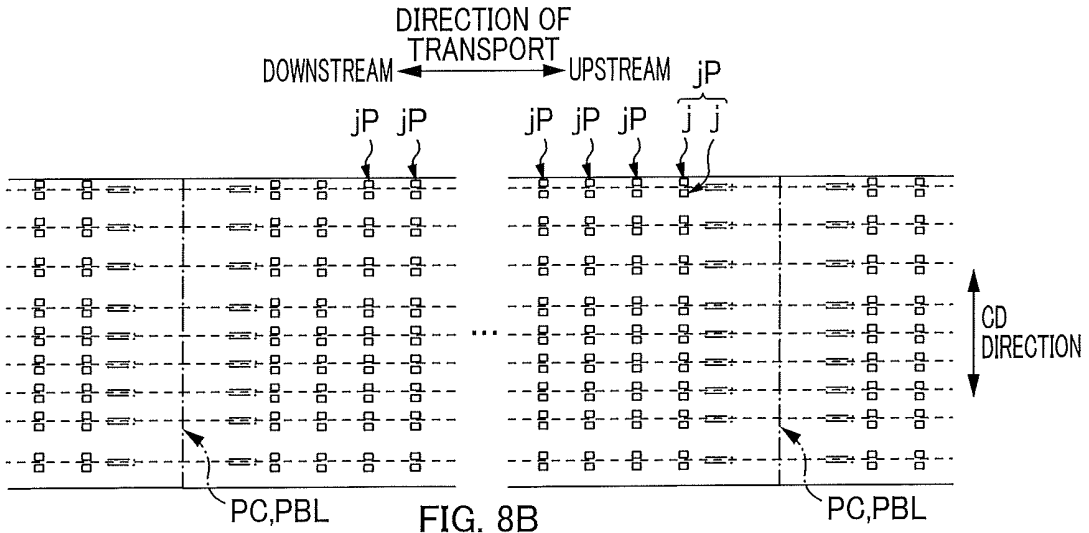 DIRECTION OF
TRANSPORT
DOWNSTREAM
UPSTREAM
jP
jP jP
jP jP jP j j
...
CD
DIRECTION
PC,PBL
FIG. 8B
PC,PBL